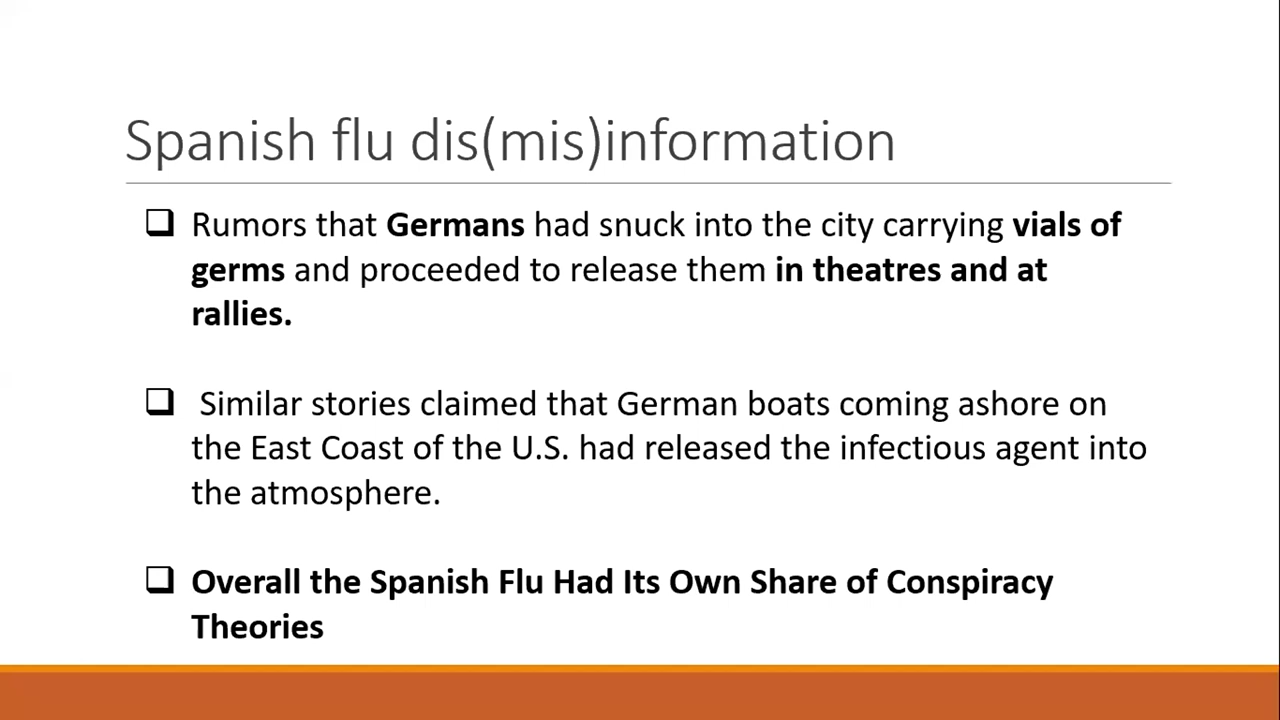 Spanish flu dis(mis)information
Rumors that Germans had snuck into the city carrying vials of
germs and proceeded to release them in theatres and at
rallies.
Similar stories claimed that German boats coming ashore on
the East Coast of the U.S. had released the infectious agent into
the atmosphere.
Overall the Spanish Flu Had Its Own Share of Conspiracy
Theories